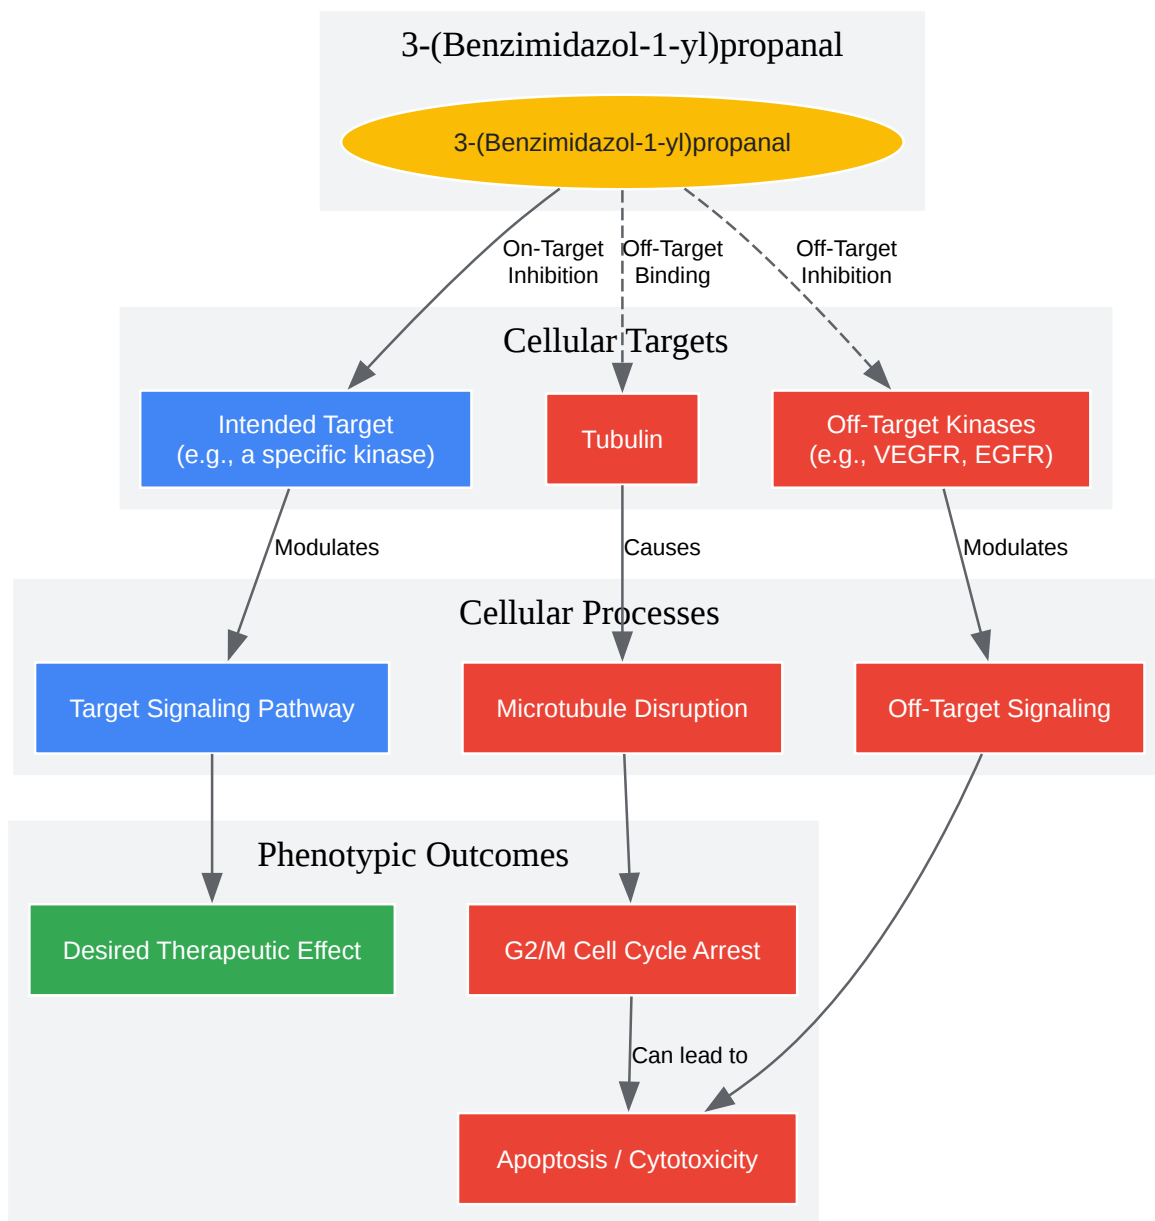 3-(Benzimidazol-1-yl)propanal
3-(Benzimidazol-1-yl)propanal
On-Target
Inhibition
Off-Target
Binding
Off-Target
Inhibition
Cellular Targets
Intended Target
(e.g., a specific kinase)
Tubulin
Off-Target Kinases
(e.g., VEGFR, EGFR)
Modulates
Causes
Modulates
Cellular Processes
Target Signaling Pathway
Microtubule Disruption
Off-Target Signaling
Phenotypic Outcomes
Desired Therapeutic Effect
G2/M Cell Cycle Arrest
Can lead to
Apoptosis / Cytotoxicity